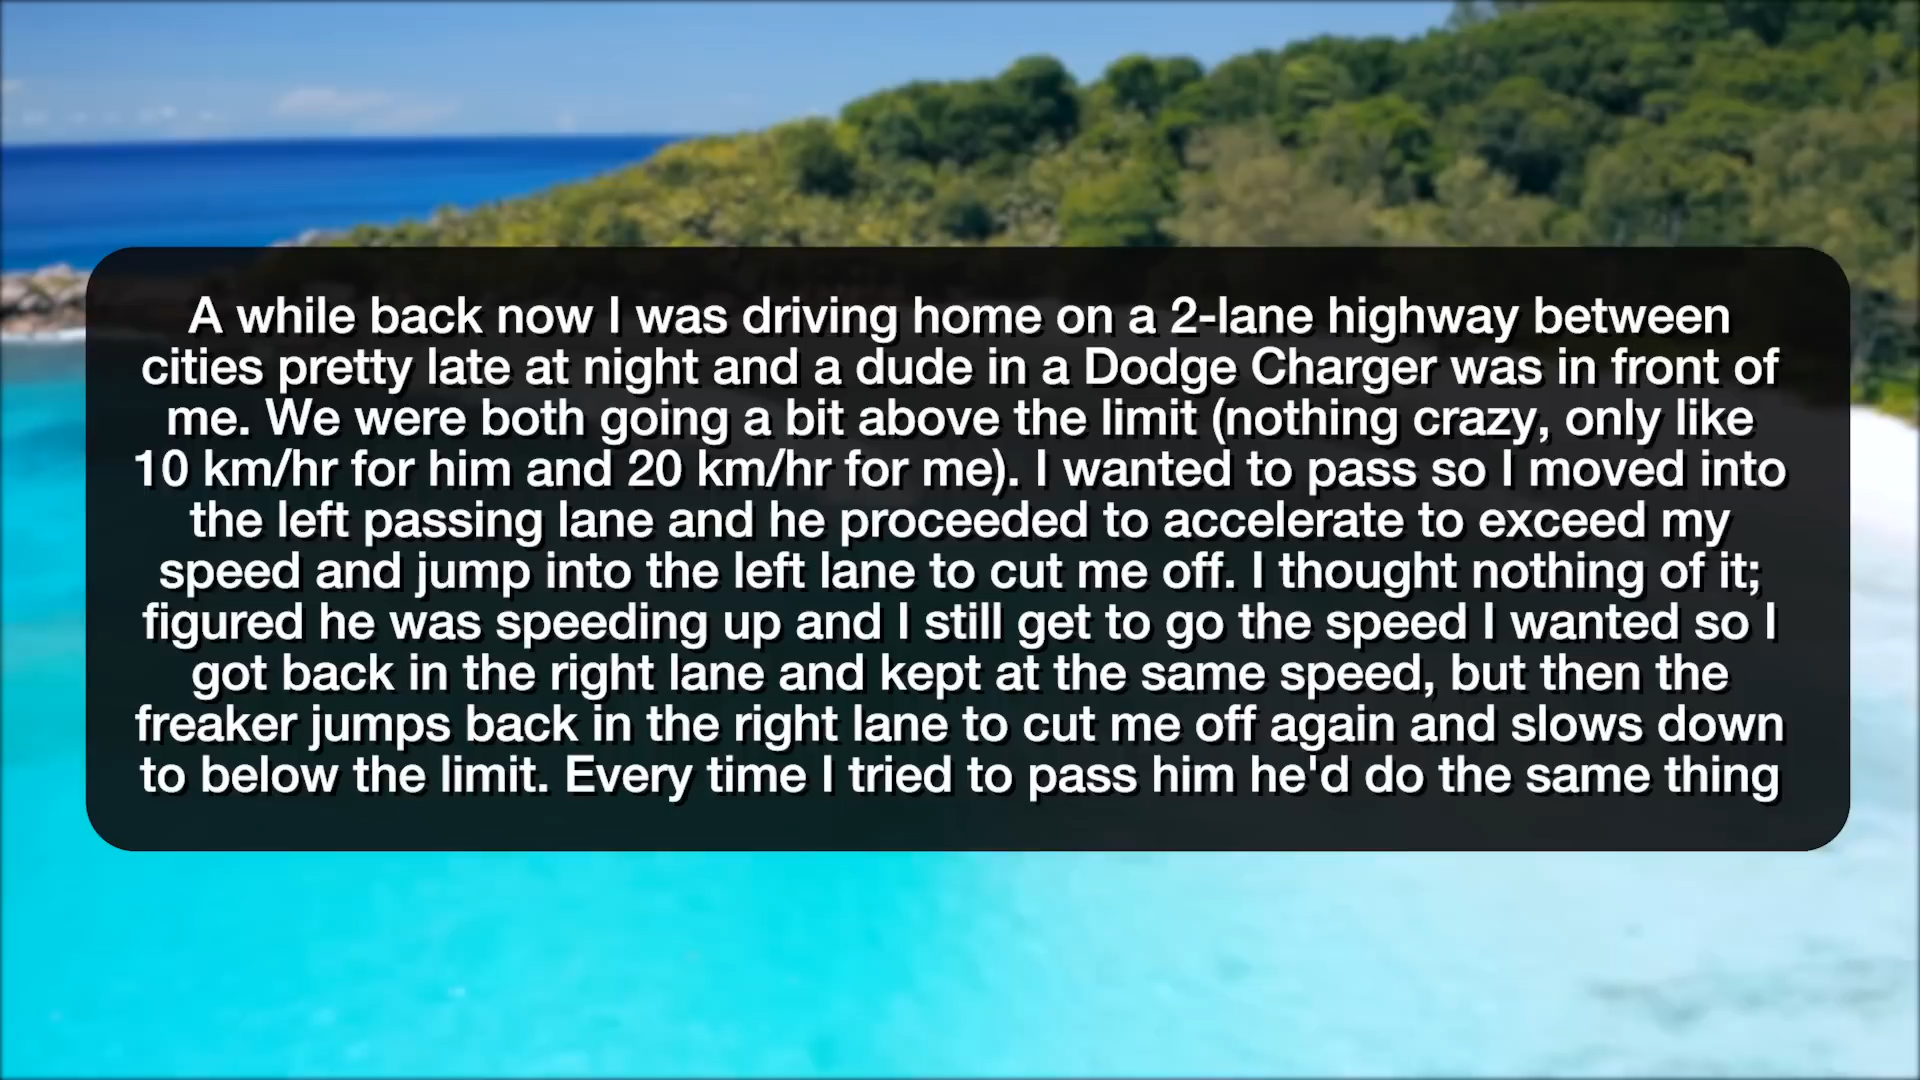 A while back now I was driving home on a 2-lane highway between
cities pretty late at night and a dude in a Dodge Charger was in front of
me. We were both going a bit above the limit (nothing crazy, only like
10 km/hr for him and 20 km/hr for me). I wanted to pass so I moved into
the left passing lane and he proceeded to accelerate to exceed my
speed and jump into the left lane to cut me off. I thought nothing of it;
figured he was speeding up and I still get to go the speed I wanted so I
got back in the right lane and kept at the same speed, but then the
freaker jumps back in the right lane to cut me off again and slows down
to below the limit. Every time I tried to pass him he'd do the same thing